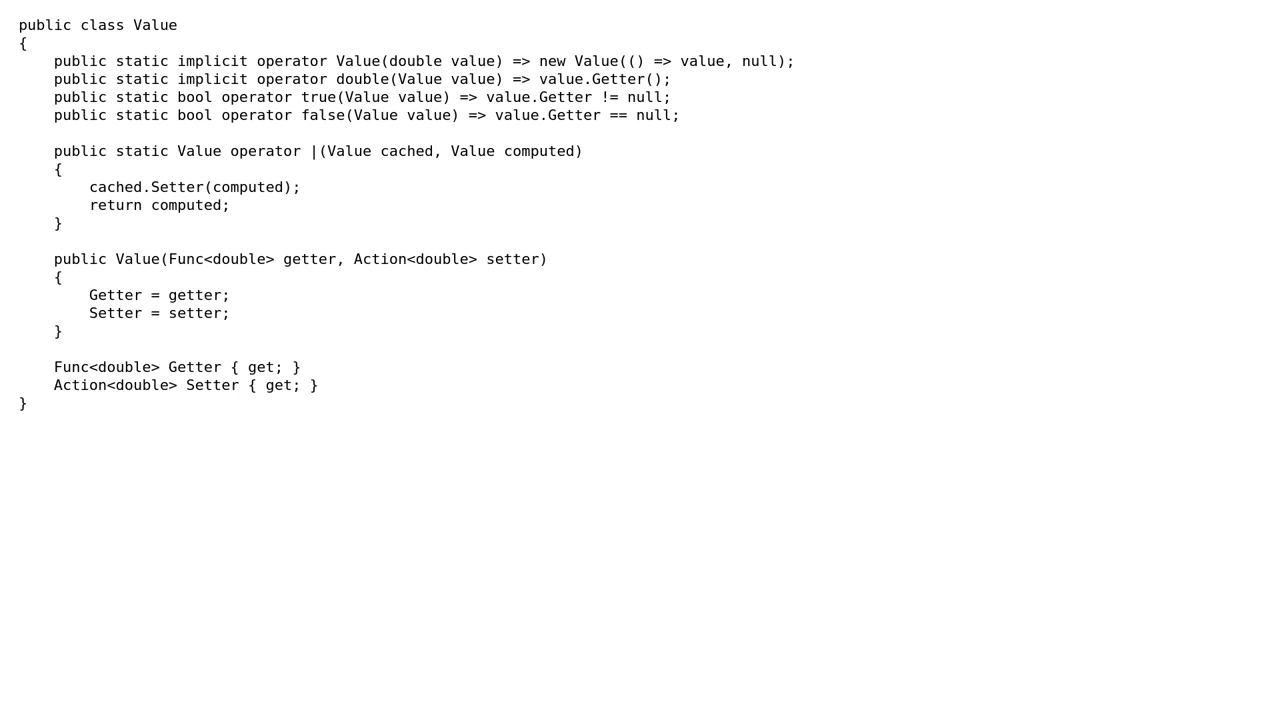 public class Value
{
    public static implicit operator Value(double value) => new Value(() => value, null);
    public static implicit operator double(Value value) => value.Getter();
    public static bool operator true(Value value) => value.Getter != null;
    public static bool operator false(Value value) => value.Getter == null;

    public static Value operator |(Value cached, Value computed)
    {
        cached.Setter(computed);
        return computed;
    }

    public Value(Func<double> getter, Action<double> setter)
    {
        Getter = getter;
        Setter = setter;
    }

    Func<double> Getter { get; }
    Action<double> Setter { get; }
}